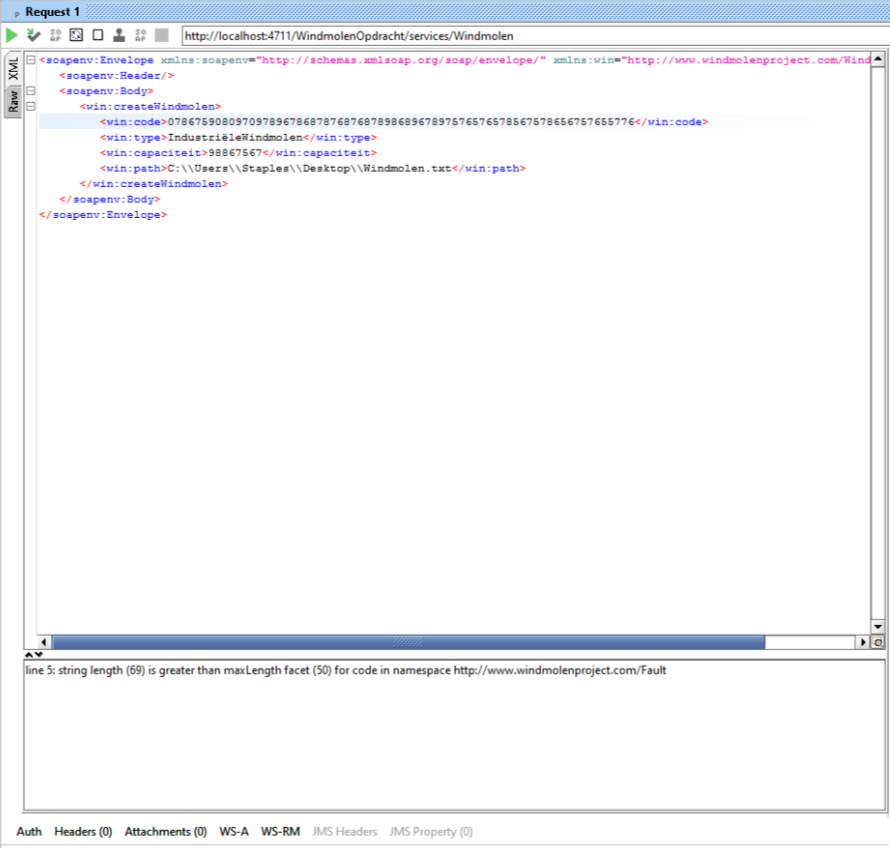 Request 1
http://localhost:4711/WindmolenOpdracht/services/Windmolen
XML
Raw
<soapenv:Envelope xmlns:soapenv="http://schemas.xmlsoap.org/soap/envelope/" xmlns:win="http://www.windmolenproject.com/Wind
<soapenv:Header/>
<soapenv:Body>
<win:createWindmolen>
<win:code>078675908097097896786878768768789868967897576576578567578656757655776</win:code>
<win:type>IndustriëleWindmolen</win:type>
<win:capaciteit>98867567</win:capaciteit>
<win:path>C:\\Users\\Staples\\Desktop\\Windmolen.txt</win:path>
</win:createWindmolen>
</soapenv:Body>
</soapenv:Envelope>
line 5: string length (69) is greater than maxLength facet (50) for code in namespace http://www.windmolenproject.com/Fault
Auth Headers (0) Attachments (0) WS-A WS-RM JMS Headers JMS Property (0)